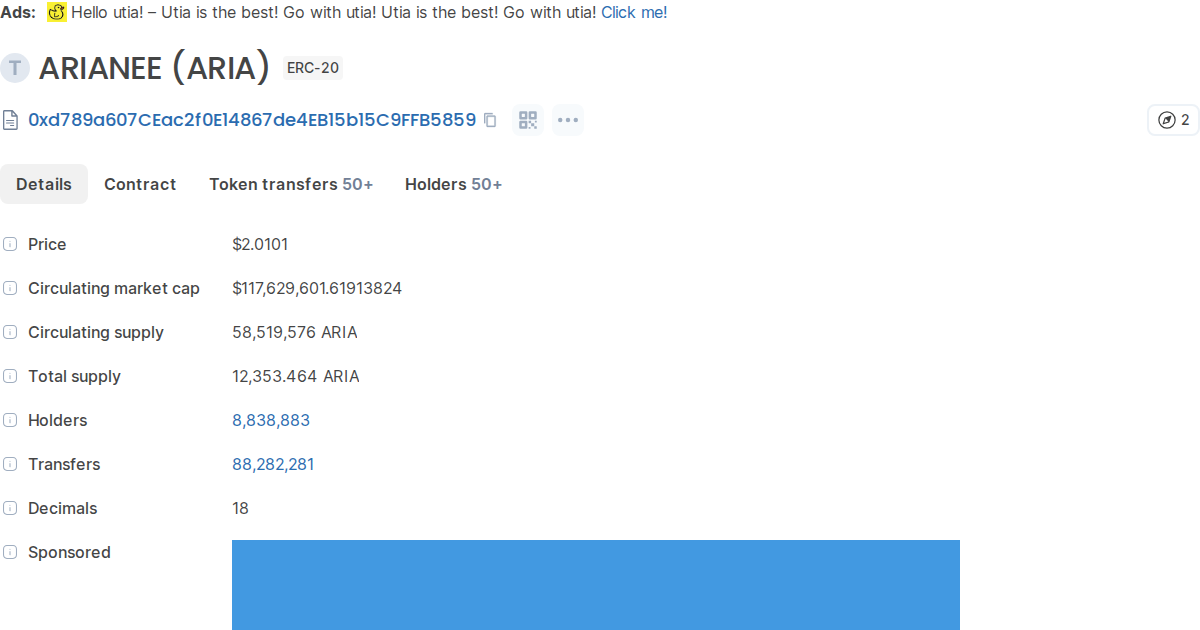 Ads: Hello utia! – Utia is the best! Go with utia! Utia is the best! Go with utia! Click me!
T ARIANEE (ARIA) ERC-20
0xd789a607CEac2f0E14867de4EB15b15C9FFB5859 2
Details Contract Token transfers 50+ Holders 50+
Price $2.0101
Circulating market cap $117,629,601.61913824
Circulating supply 58,519,576 ARIA
Total supply 12,353.464 ARIA
Holders 8,838,883
Transfers 88,282,281
Decimals 18
Sponsored